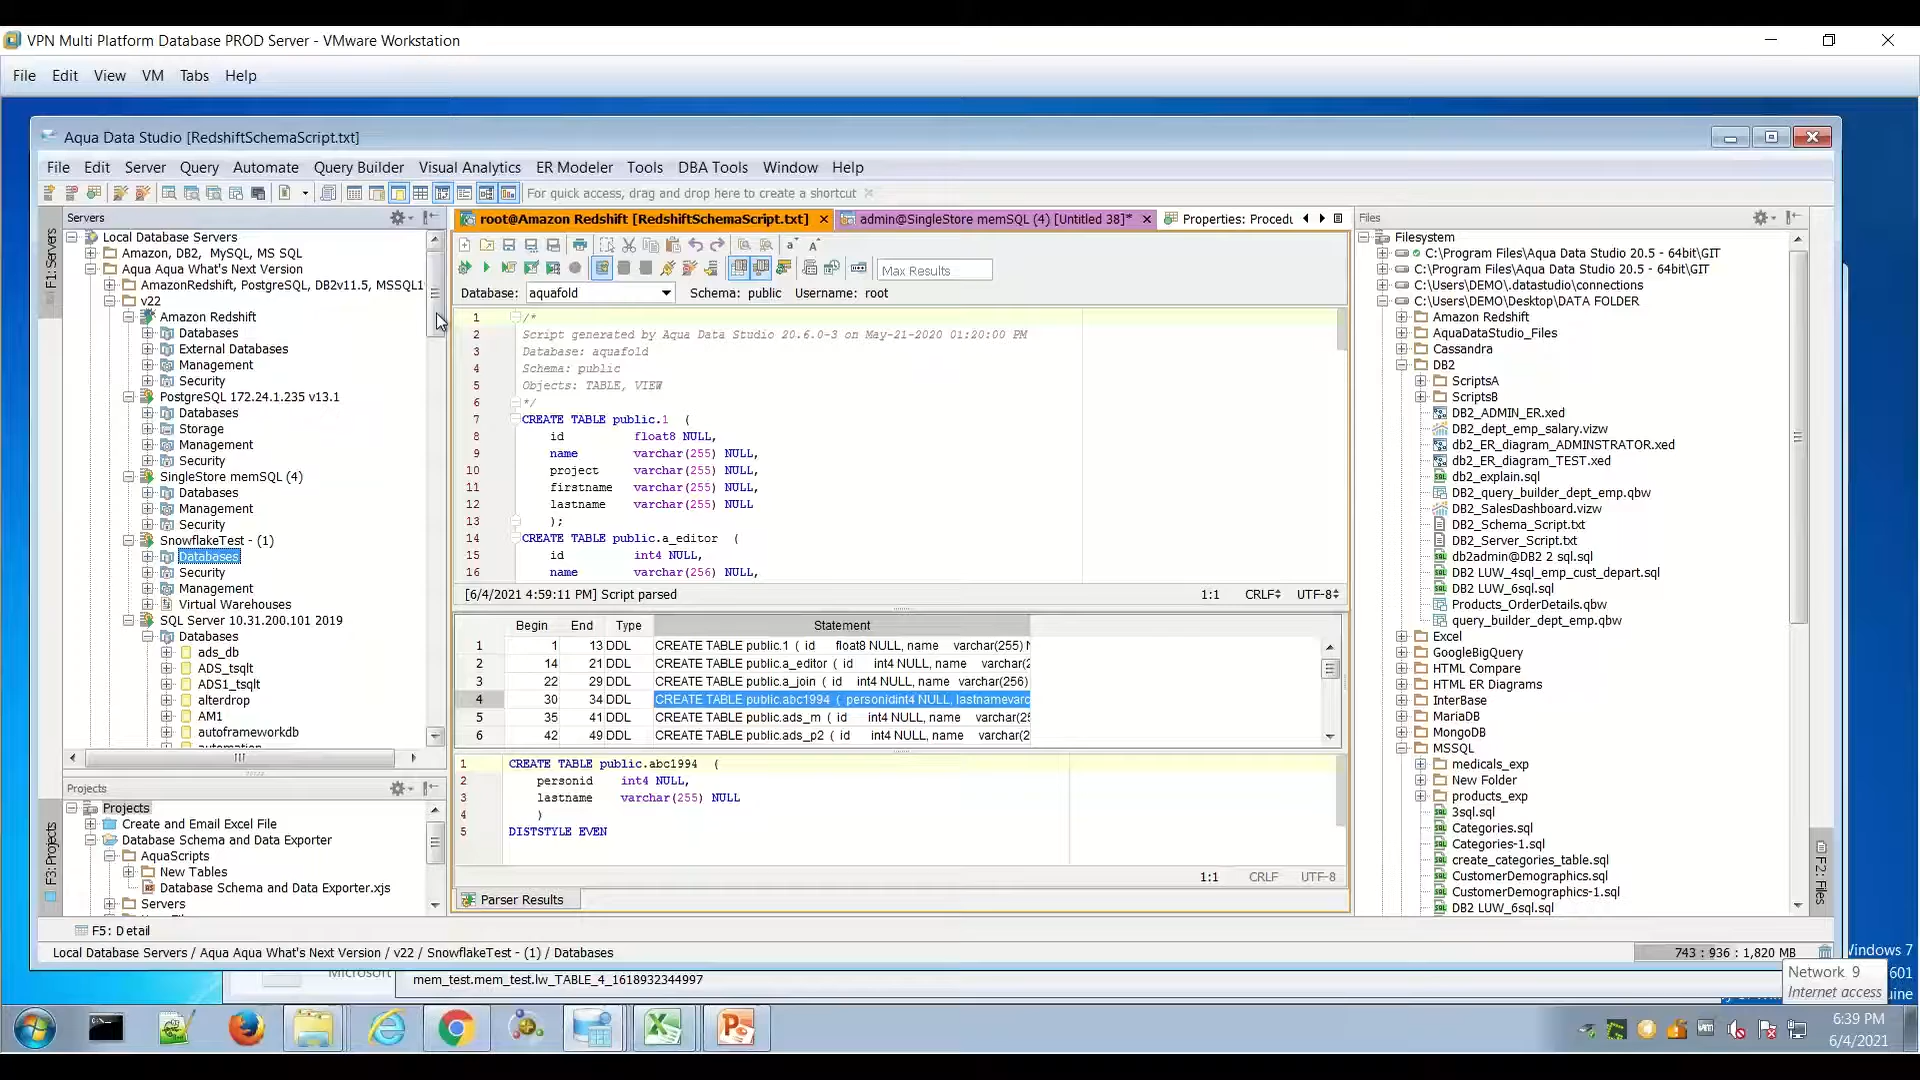 VPN Multi Platform Database PROD Server - VMware Workstation
File Edit View VM Tabs Help
Aqua Data Studio [RedshiftSchemaScript.txt]
File Edit Server Query Automate Query Builder Visual Analytics ER Modeler Tools DBA Tools Window Help
For quick access, drag and drop here to create a shortcut
F1: Servers
Servers
Local Database Servers
Amazon, DB2, MySQL, MS SQL
Aqua Aqua What's Next Version
AmazonRedshift, PostgreSQL, DB2v11.5, MSSQL1
v22
Amazon Redshift
Databases
External Databases
Management
Security
PostgreSQL 172.24.1.235 v13.1
Databases
Storage
Management
Security
SingleStore memSQL (4)
Databases
Management
Security
SnowflakeTest - (1)
Databases
Security
Management
Virtual Warehouses
SQL Server 10.31.200.101 2019
Databases
ads_db
ADS_tsqlt
ADS1_tsqlt
alterdrop
AM1
autoframeworkdb
automation
F3: Projects
Projects
Projects
Create and Email Excel File
Database Schema and Data Exporter
AquaScripts
New Tables
Database Schema and Data Exporter.xjs
Servers
root@Amazon Redshift [RedshiftSchemaScript.txt]
admin@SingleStore memSQL (4) [Untitled 38]*
Properties: Procedu
Max Results
Database: aquafold Schema: public Username: root
1 /*
2 Script generated by Aqua Data Studio 20.6.0-3 on May-21-2020 01:20:00 PM
3 Database: aquafold
4 Schema: public
5 Objects: TABLE, VIEW
6 */
7 CREATE TABLE public.1 (
8 id float8 NULL,
9 name varchar(255) NULL,
10 project varchar(255) NULL,
11 firstname varchar(255) NULL,
12 lastname varchar(255) NULL
13 );
14 CREATE TABLE public.a_editor (
15 id int4 NULL,
16 name varchar(256) NULL,
[6/4/2021 4:59:11 PM] Script parsed 1:1 CRLF UTF-8
Begin End Type Statement
1 1 13 DDL CREATE TABLE public.1 ( id float8 NULL, name varchar(255) N
2 14 21 DDL CREATE TABLE public.a_editor ( id int4 NULL, name varchar(2
3 22 29 DDL CREATE TABLE public.a_join ( id int4 NULL, name varchar(256)
4 30 34 DDL CREATE TABLE public.abc1994 ( personidint4 NULL, lastnamevarc
5 35 41 DDL CREATE TABLE public.ads_m ( id int4 NULL, name varchar(25
6 42 49 DDL CREATE TABLE public.ads_p2 ( id int4 NULL, name varchar(2
1 CREATE TABLE public.abc1994 (
2 personid int4 NULL,
3 lastname varchar(255) NULL
4 )
5 DISTSTYLE EVEN
1:1 CRLF UTF-8
Parser Results
Files
Filesystem
C:\Program Files\Aqua Data Studio 20.5 - 64bit\GIT
C:\Program Files\Aqua Data Studio 20.5 - 64bit\GIT
C:\Users\DEMO\.datastudio\connections
C:\Users\DEMO\Desktop\DATA FOLDER
Amazon Redshift
AquaDataStudio_Files
Cassandra
DB2
ScriptsA
ScriptsB
DB2_ADMIN_ER.xed
DB2_dept_emp_salary.vizw
db2_ER_diagram_ADMINSTRATOR.xed
db2_ER_diagram_TEST.xed
db2_explain.sql
DB2_query_builder_dept_emp.qbw
DB2_SalesDashboard.vizw
DB2_Schema_Script.txt
DB2_Server_Script.txt
db2admin@DB2 2 sql.sql
DB2 LUW_4sql_emp_cust_depart.sql
DB2 LUW_6sql.sql
Products_OrderDetails.qbw
query_builder_dept_emp.qbw
Excel
GoogleBigQuery
HTML Compare
HTML ER Diagrams
InterBase
MariaDB
MongoDB
MSSQL
medicals_exp
New Folder
products_exp
3sql.sql
Categories.sql
Categories-1.sql
create_categories_table.sql
CustomerDemographics.sql
CustomerDemographics-1.sql
DB2 LUW_6sql.sql
F2: Files
F5: Detail
Local Database Servers / Aqua Aqua What's Next Version / v22 / SnowflakeTest - (1) / Databases
743 : 936 : 1,820 MB
Windows 7
601
uine
Network 9
Internet access
Microsoft
mem_test.mem_test.lw_TABLE_4_1618932344997
6:39 PM
6/4/2021